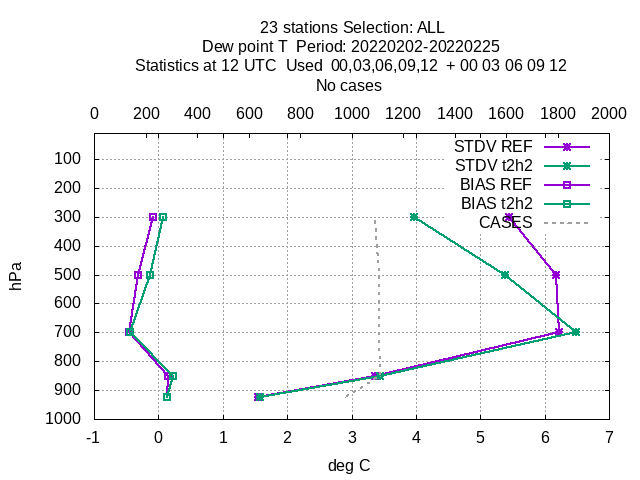 23 stations Selection: ALL
Dew point T  Period: 20220202-20220225
Statistics at 12 UTC  Used  00,03,06,09,12  + 00 03 06 09 12
No cases
0 200 400 600 800 1000 1200 1400 1600 1800 2000
STDV REF
STDV t2h2
BIAS REF
BIAS t2h2
CASES
100
200
300
400
500
600
700
800
900
1000
hPa
-1 0 1 2 3 4 5 6 7
deg C